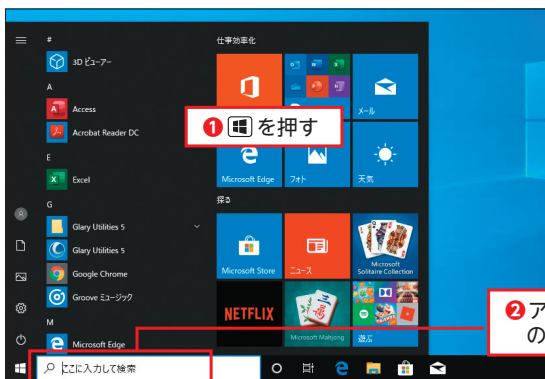 #
3D ビューアー
A
Access
Acrobat Reader DC
E
Excel
G
Glary Utilities 5
Glary Utilities 5
Google Chrome
Groove ミュージック
M
Microsoft Edge
仕事効率化
メール
❶ を押す
Microsoft Edge
フォト
天気
探る
Microsoft Store
ニュース
Microsoft
Solitaire Collection
NETFLIX
Microsoft Mahjong
遊ぶ
❷ ア
の
ここに入力して検索